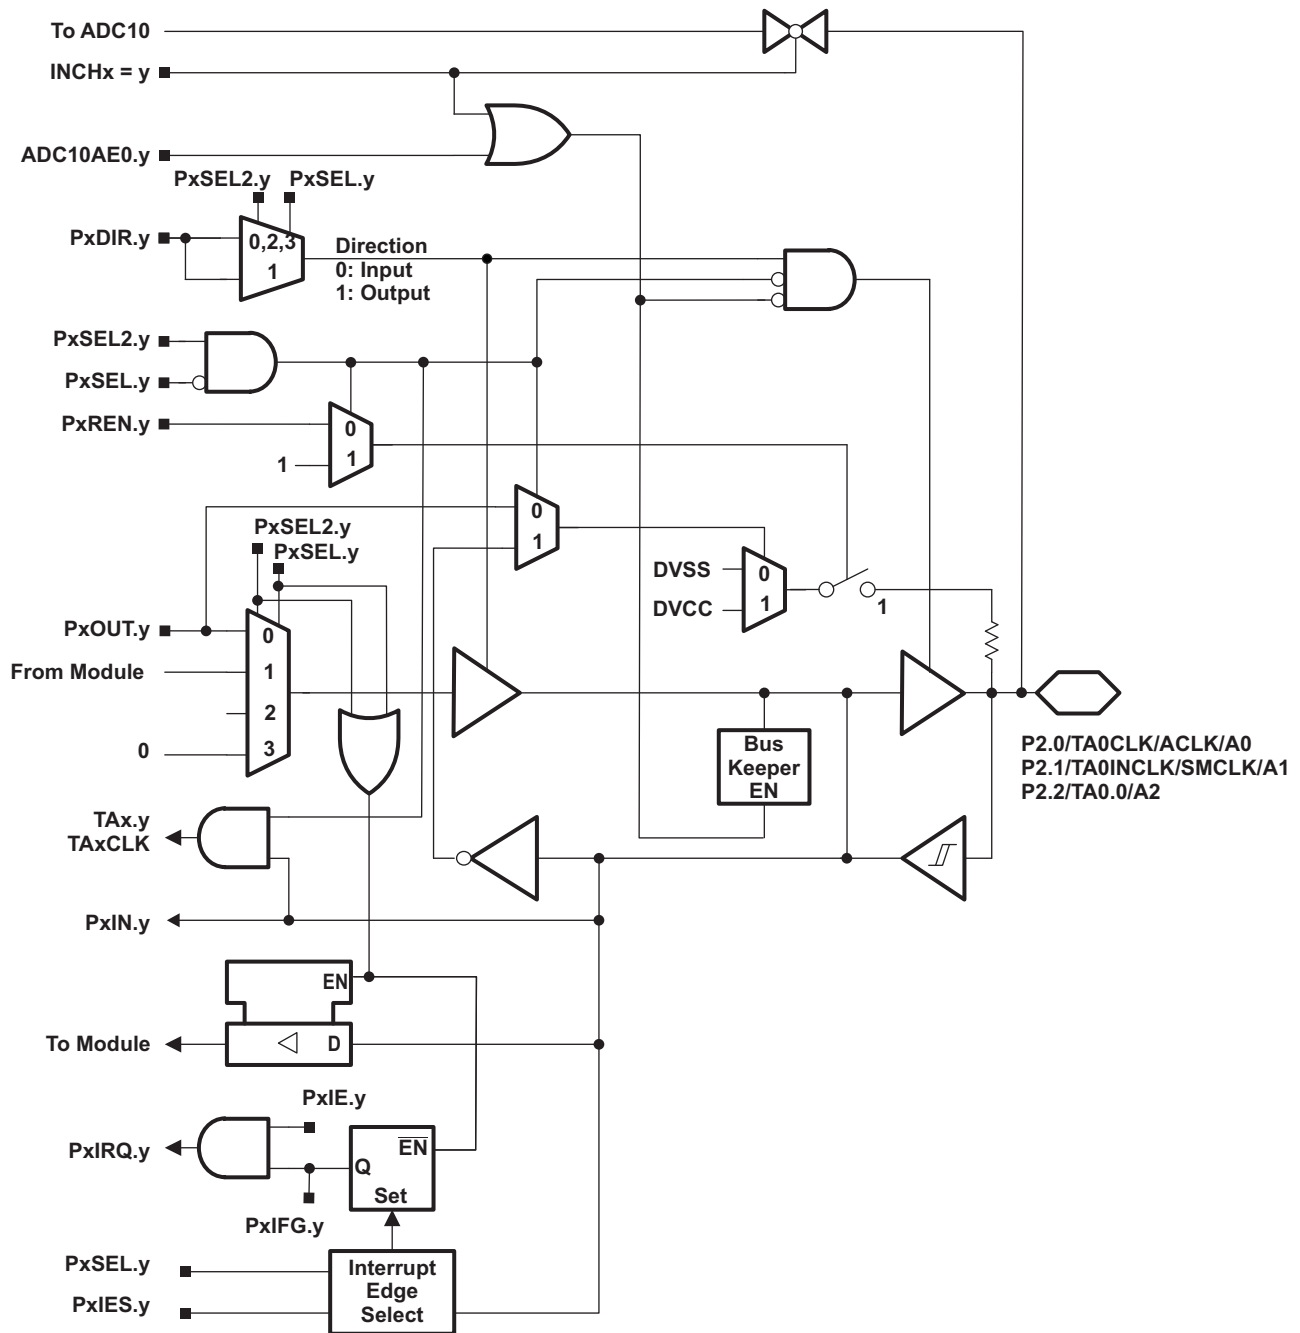 To ADC10
INCHx = y
ADC10AE0.y
PxSEL2.y PxSEL.y
PxDIR.y
0,2,3
1
Direction
0: Input
1: Output
PxSEL2.y
PxSEL.y
PxREN.y
0
1
1
PxSEL2.y
PxSEL.y
0
1
DVSS
DVCC
0
1
1
PxOUT.y
From Module
0
0
1
2
3
Bus
Keeper
EN
P2.0/TA0CLK/ACLK/A0
P2.1/TA0INCLK/SMCLK/A1
P2.2/TA0.0/A2
TAx.y
TAxCLK
PxIN.y
EN
D
To Module
PxIE.y
PxIRQ.y
EN
Q
Set
PxIFG.y
PxSEL.y
PxIES.y
Interrupt
Edge
Select